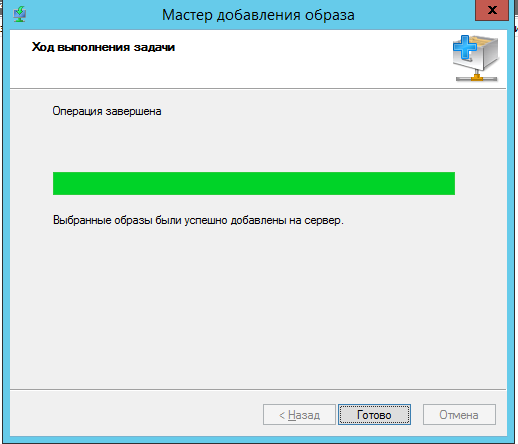 Мастер добавления образа
x
Ход выполнения задачи
Операция завершена
Выбранные образы были успешно добавлены на сервер.
< Назад Готово Отмена